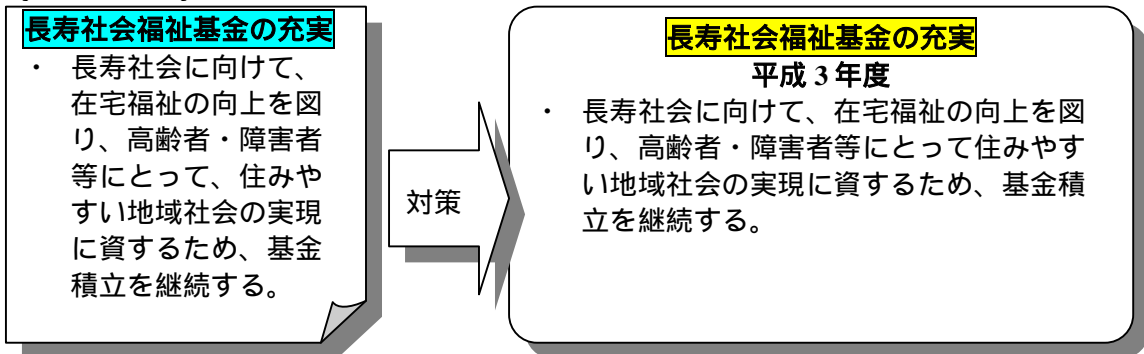 長寿社会福祉基金の充実
・ 長寿社会に向けて、
在宅福祉の向上を図
り、高齢者・障害者
等にとって、住みや
すい地域社会の実現
に資するため、基金
積立を継続する。
対策
長寿社会福祉基金の充実
平成3年度
・ 長寿社会に向けて、在宅福祉の向上を図
り、高齢者・障害者等にとって住みやす
い地域社会の実現に資するため、基金積
立を継続する。